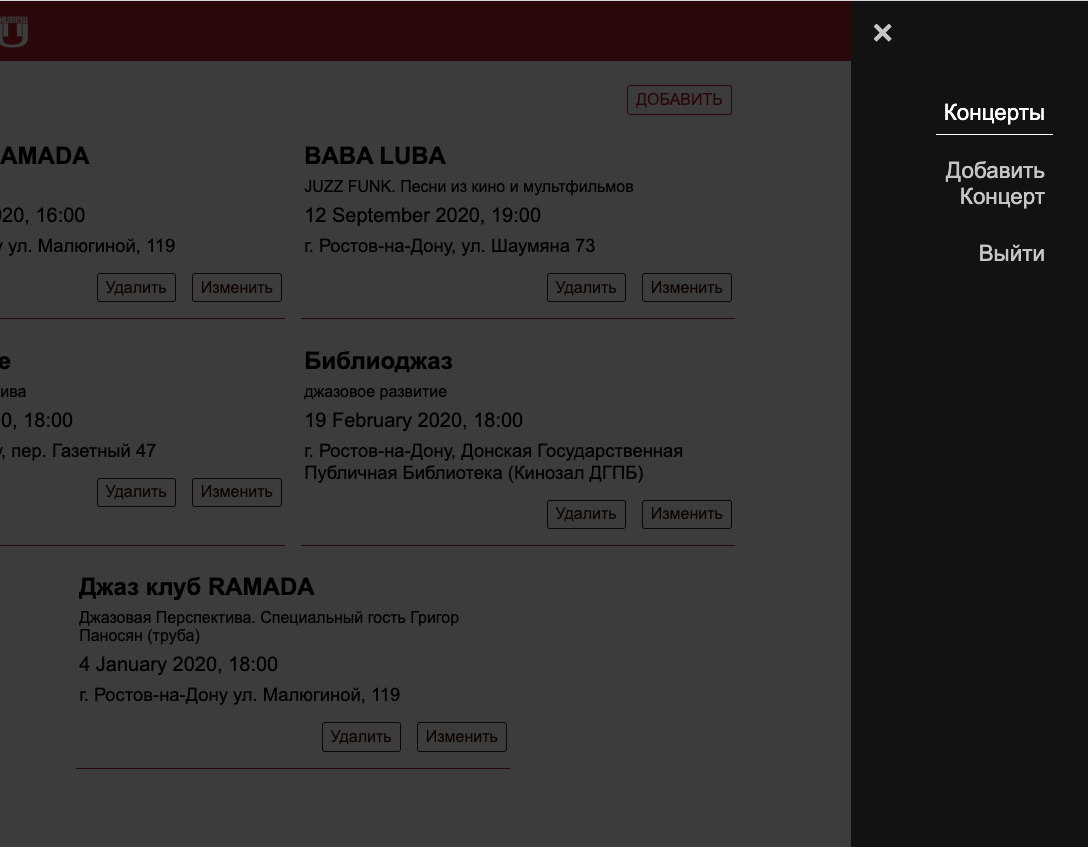 ДОБАВИТЬ
AMADA
020, 16:00
у ул. Малюгиной, 119
Удалить Изменить
BABA LUBA
JUZZ FUNK. Песни из кино и мультфильмов
12 September 2020, 19:00
г. Ростов-на-Дону, ул. Шаумяна 73
Удалить Изменить
е
ива
0, 18:00
у, пер. Газетный 47
Удалить Изменить
Библиоджаз
джазовое развитие
19 February 2020, 18:00
г. Ростов-на-Дону, Донская Государственная
Публичная Библиотека (Кинозал ДГПБ)
Удалить Изменить
Джаз клуб RAMADA
Джазовая Перспектива. Специальный гость Григор
Паносян (труба)
4 January 2020, 18:00
г. Ростов-на-Дону ул. Малюгиной, 119
Удалить Изменить
×
Концерты
Добавить
Концерт
Выйти